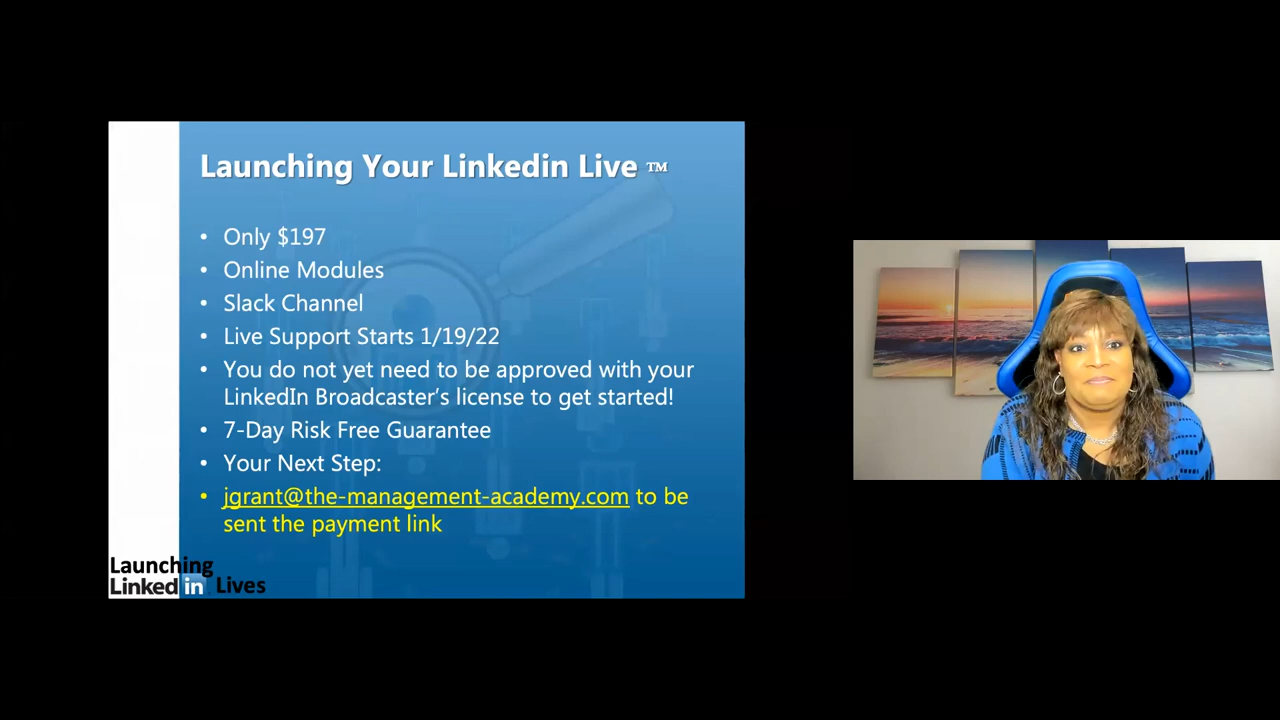 Launching Your Linkedin Live ™
• Only $197
• Online Modules
• Slack Channel
• Live Support Starts 1/19/22
• You do not yet need to be approved with your
LinkedIn Broadcaster’s license to get started!
• 7-Day Risk Free Guarantee
• Your Next Step:
• jgrant@the-management-academy.com to be
sent the payment link
Launching
Linked in Lives